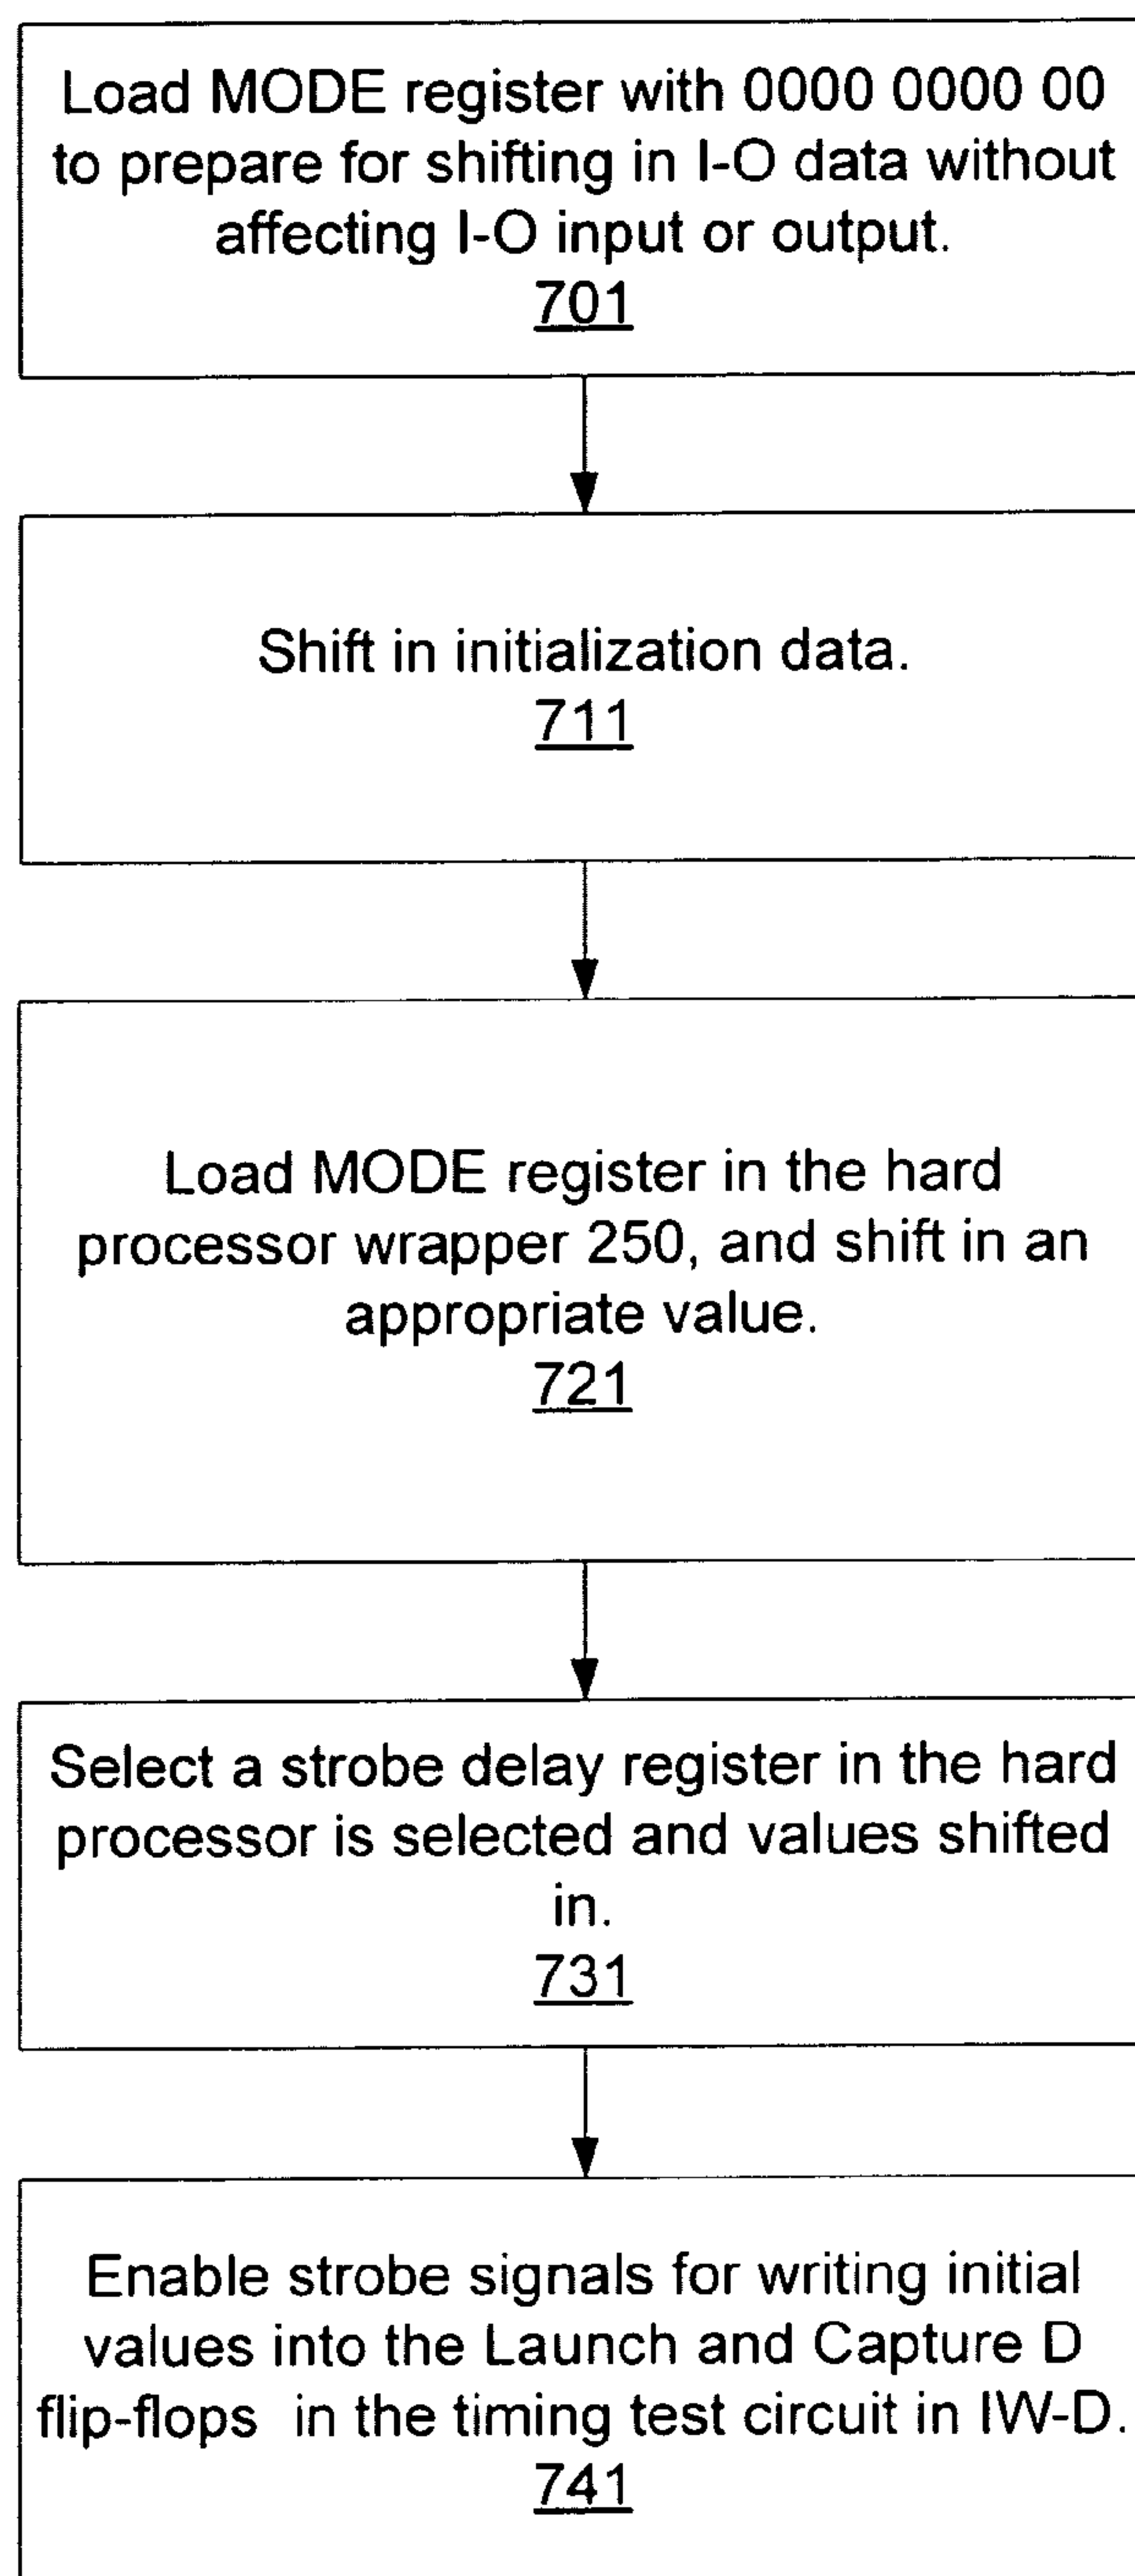 Load MODE register with 0000 0000 00
to prepare for shifting in I-O data without
affecting I-O input or output.
701
Shift in initialization data.
711
Load MODE register in the hard
processor wrapper 250, and shift in an
appropriate value.
721
Select a strobe delay register in the hard
processor is selected and values shifted
in.
731
Enable strobe signals for writing initial
values into the Launch and Capture D
flip-flops in the timing test circuit in IW-D.
741